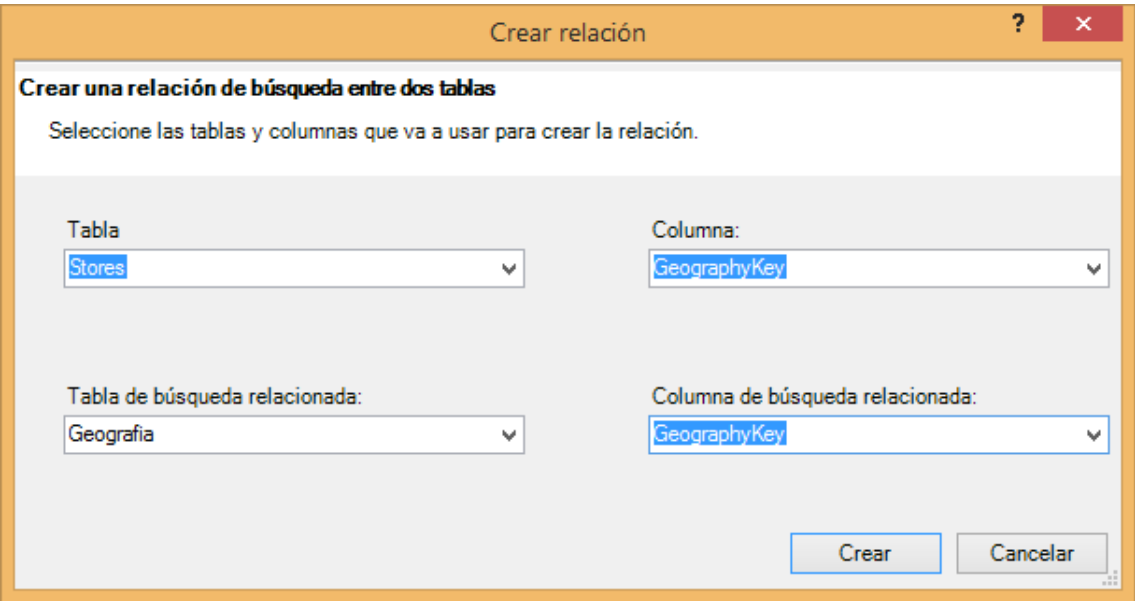 Crear relación
?
Crear una relación de búsqueda entre dos tablas
Seleccione las tablas y columnas que va a usar para crear la relación.
Tabla
Columna:
Stores
GeographyKey
Tabla de búsqueda relacionada:
Columna de búsqueda relacionada:
Geografia
GeographyKey
Crear
Cancelar